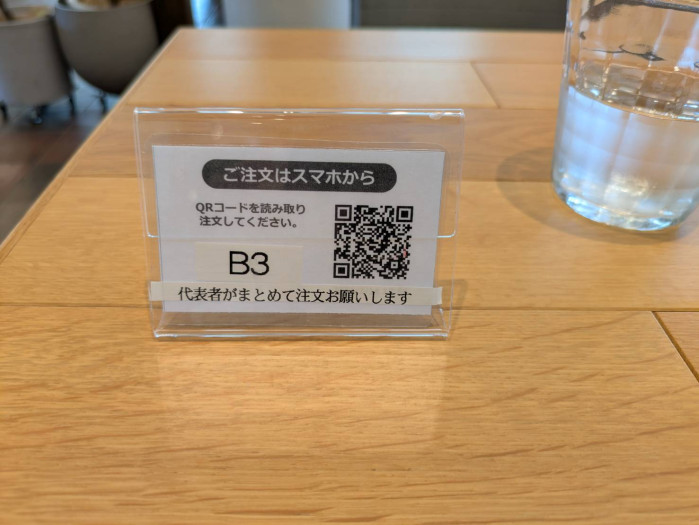 ご注文はスマホから
QRコードを読み取り
注文してください。
B3
代表者がまとめて注文お願いします